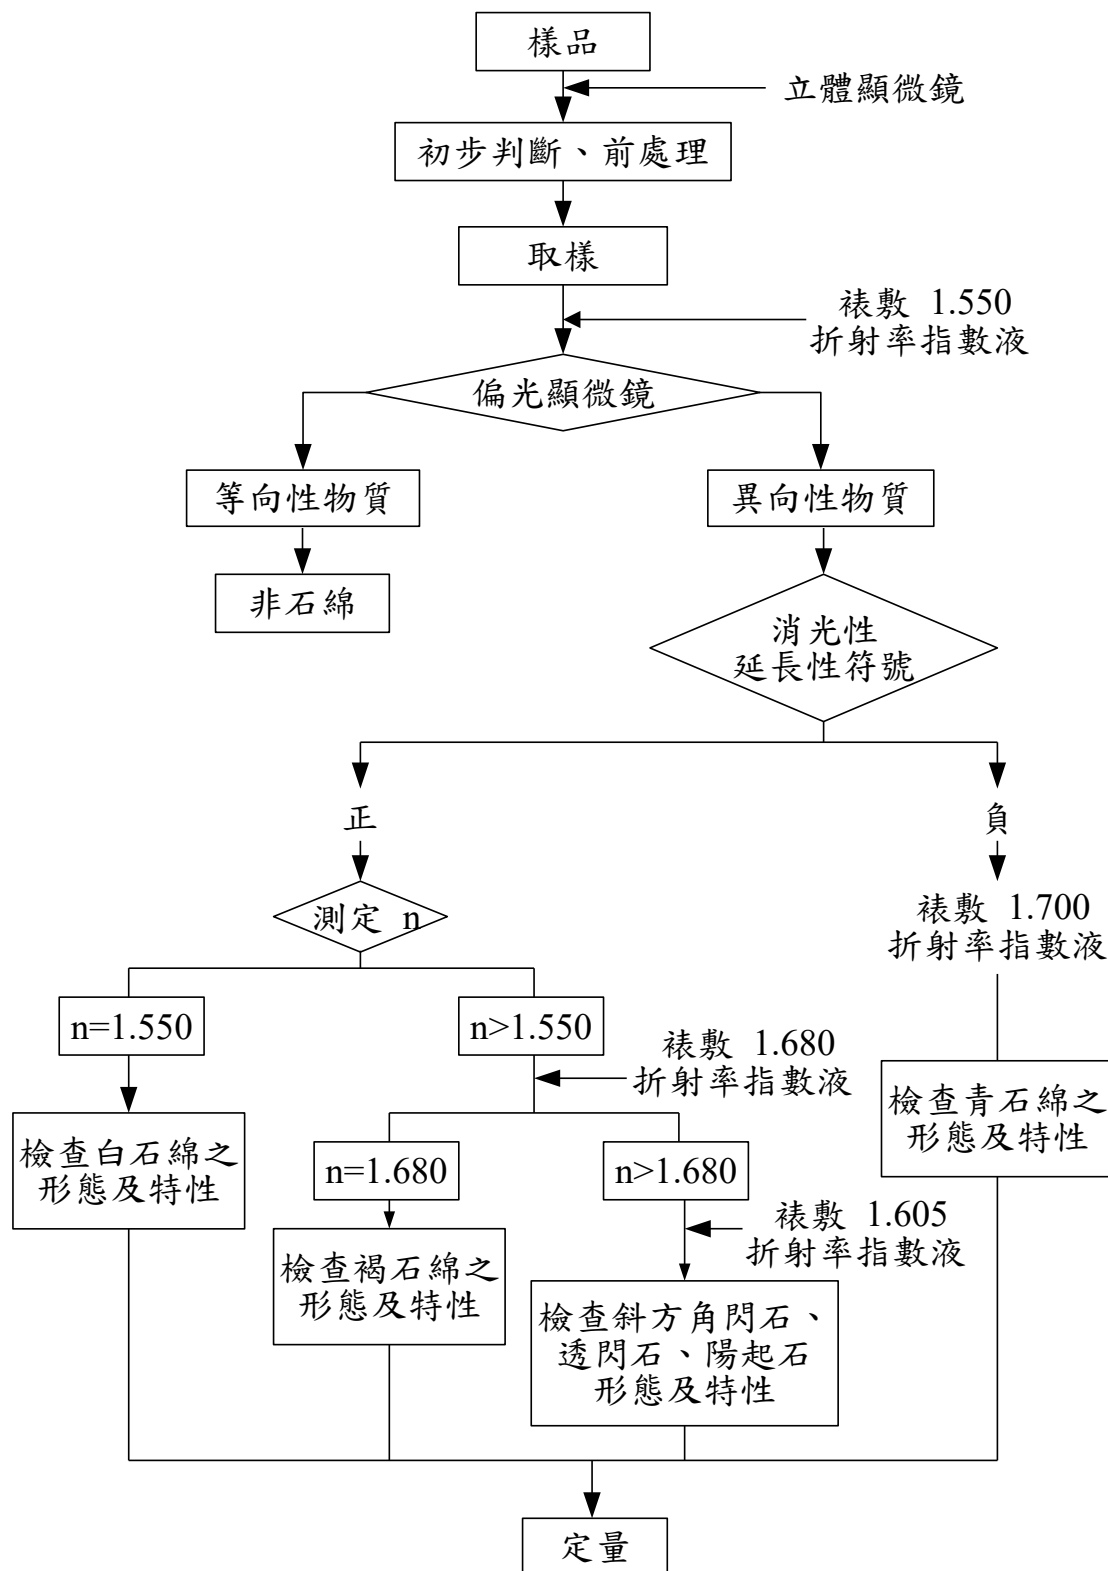 樣品
立體顯微鏡
初步判斷、前處理
取樣
裱敷 1.550
折射率指數液
偏光顯微鏡
等向性物質
異向性物質
非石綿
消光性
延長性符號
正
負
測定 n
裱敷 1.700
折射率指數液
n=1.550
n>1.550
裱敷 1.680
折射率指數液
檢查青石綿之
形態及特性
檢查白石綿之
形態及特性
n=1.680
n>1.680
裱敷 1.605
折射率指數液
檢查褐石綿之
形態及特性
檢查斜方角閃石、
透閃石、陽起石
形態及特性
定量